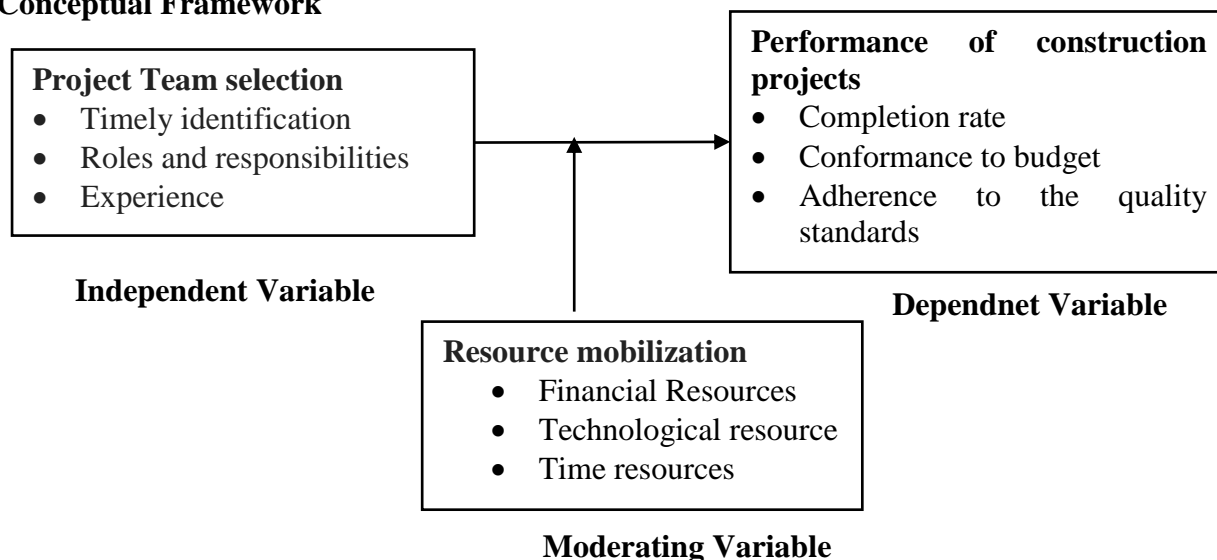 Conceptual Framework
Project Team selection
• Timely identification
• Roles and responsibilities
• Experience
Independent Variable
Performance of construction
projects
• Completion rate
• Conformance to budget
• Adherence to the quality
standards
Dependnet Variable
Resource mobilization
• Financial Resources
• Technological resource
• Time resources
Moderating Variable